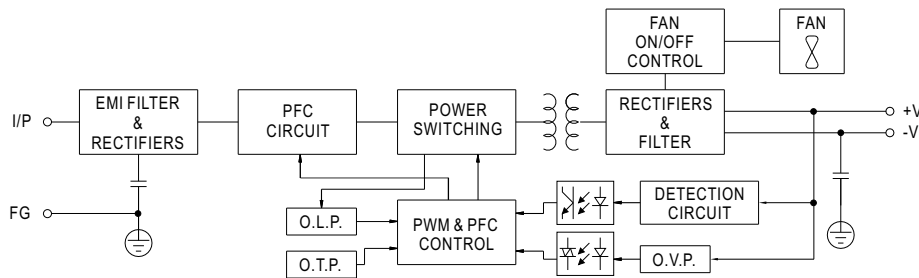 FAN
ON/OFF
CONTROL
FAN
I/P
EMI FILTER
&
RECTIFIERS
PFC
CIRCUIT
POWER
SWITCHING
RECTIFIERS
&
FILTER
+V
-V
FG
O.L.P.
O.T.P.
PWM & PFC
CONTROL
DETECTION
CIRCUIT
O.V.P.